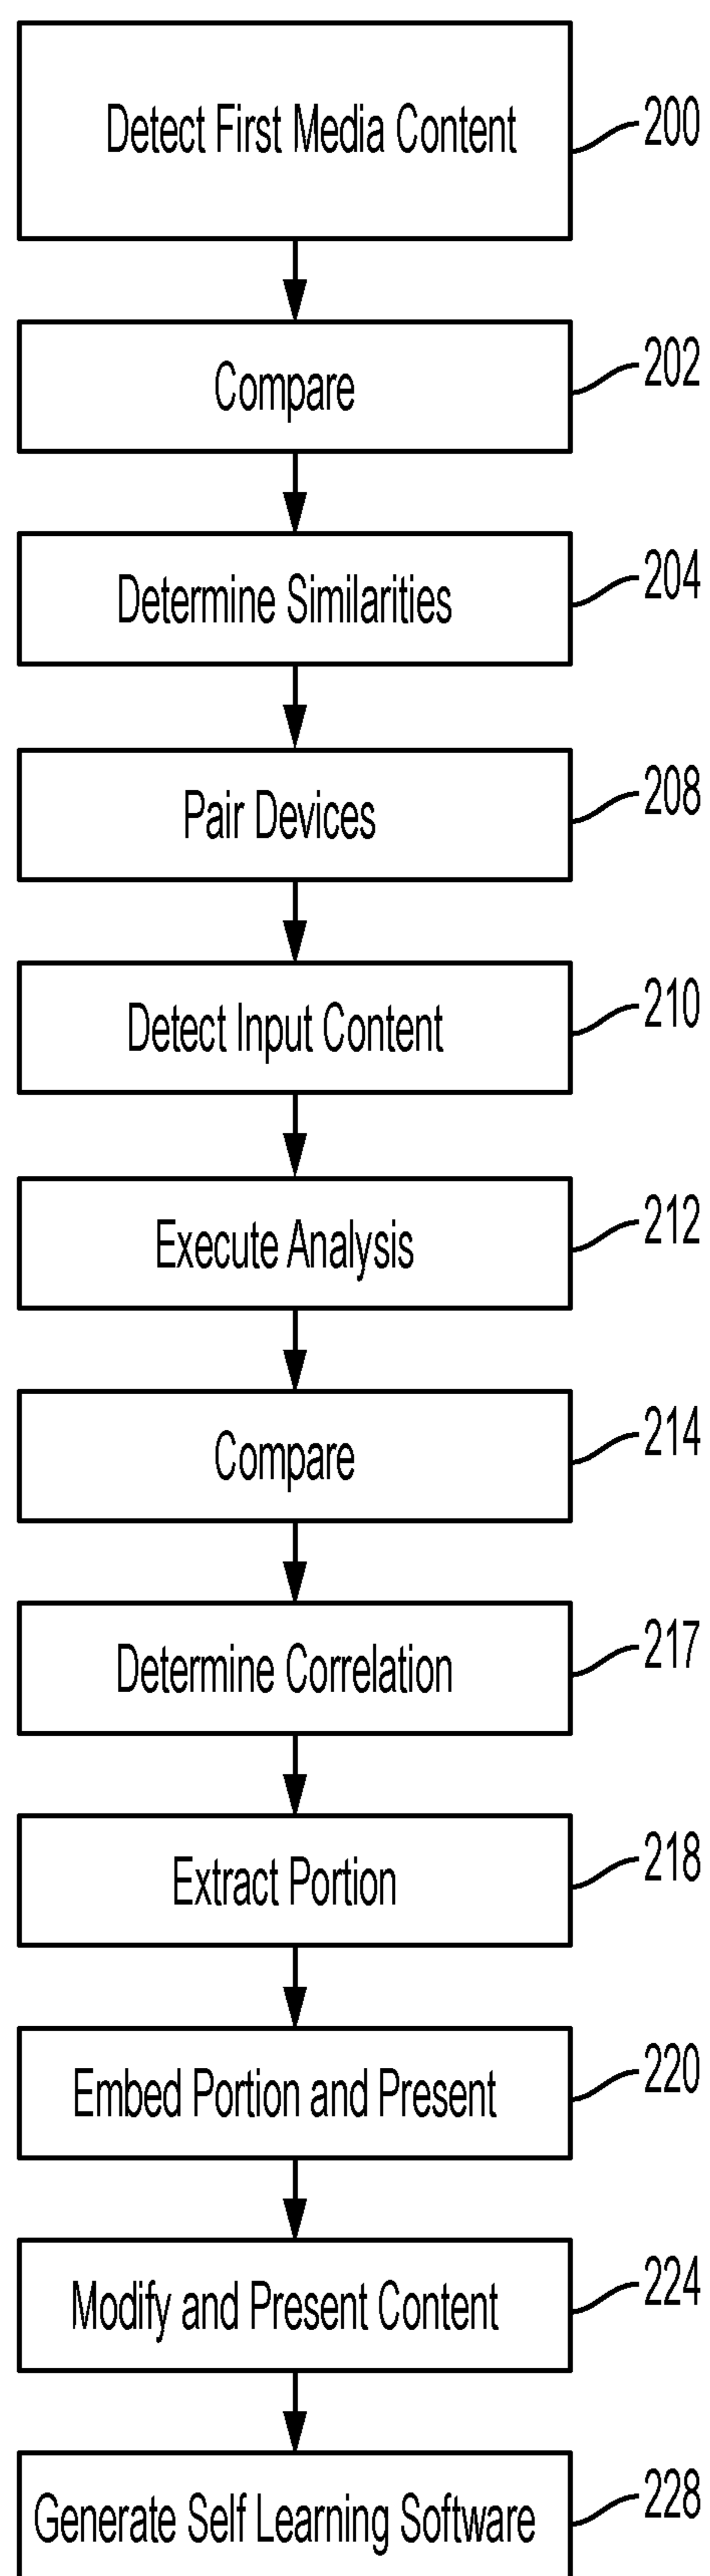 Detect First Media Content
200
Compare
202
Determine Similarities
204
Pair Devices
208
Detect Input Content
210
Execute Analysis
212
Compare
214
Determine Correlation
217
Extract Portion
218
Embed Portion and Present
220
Modify and Present Content
224
Generate Self Learning Software
228